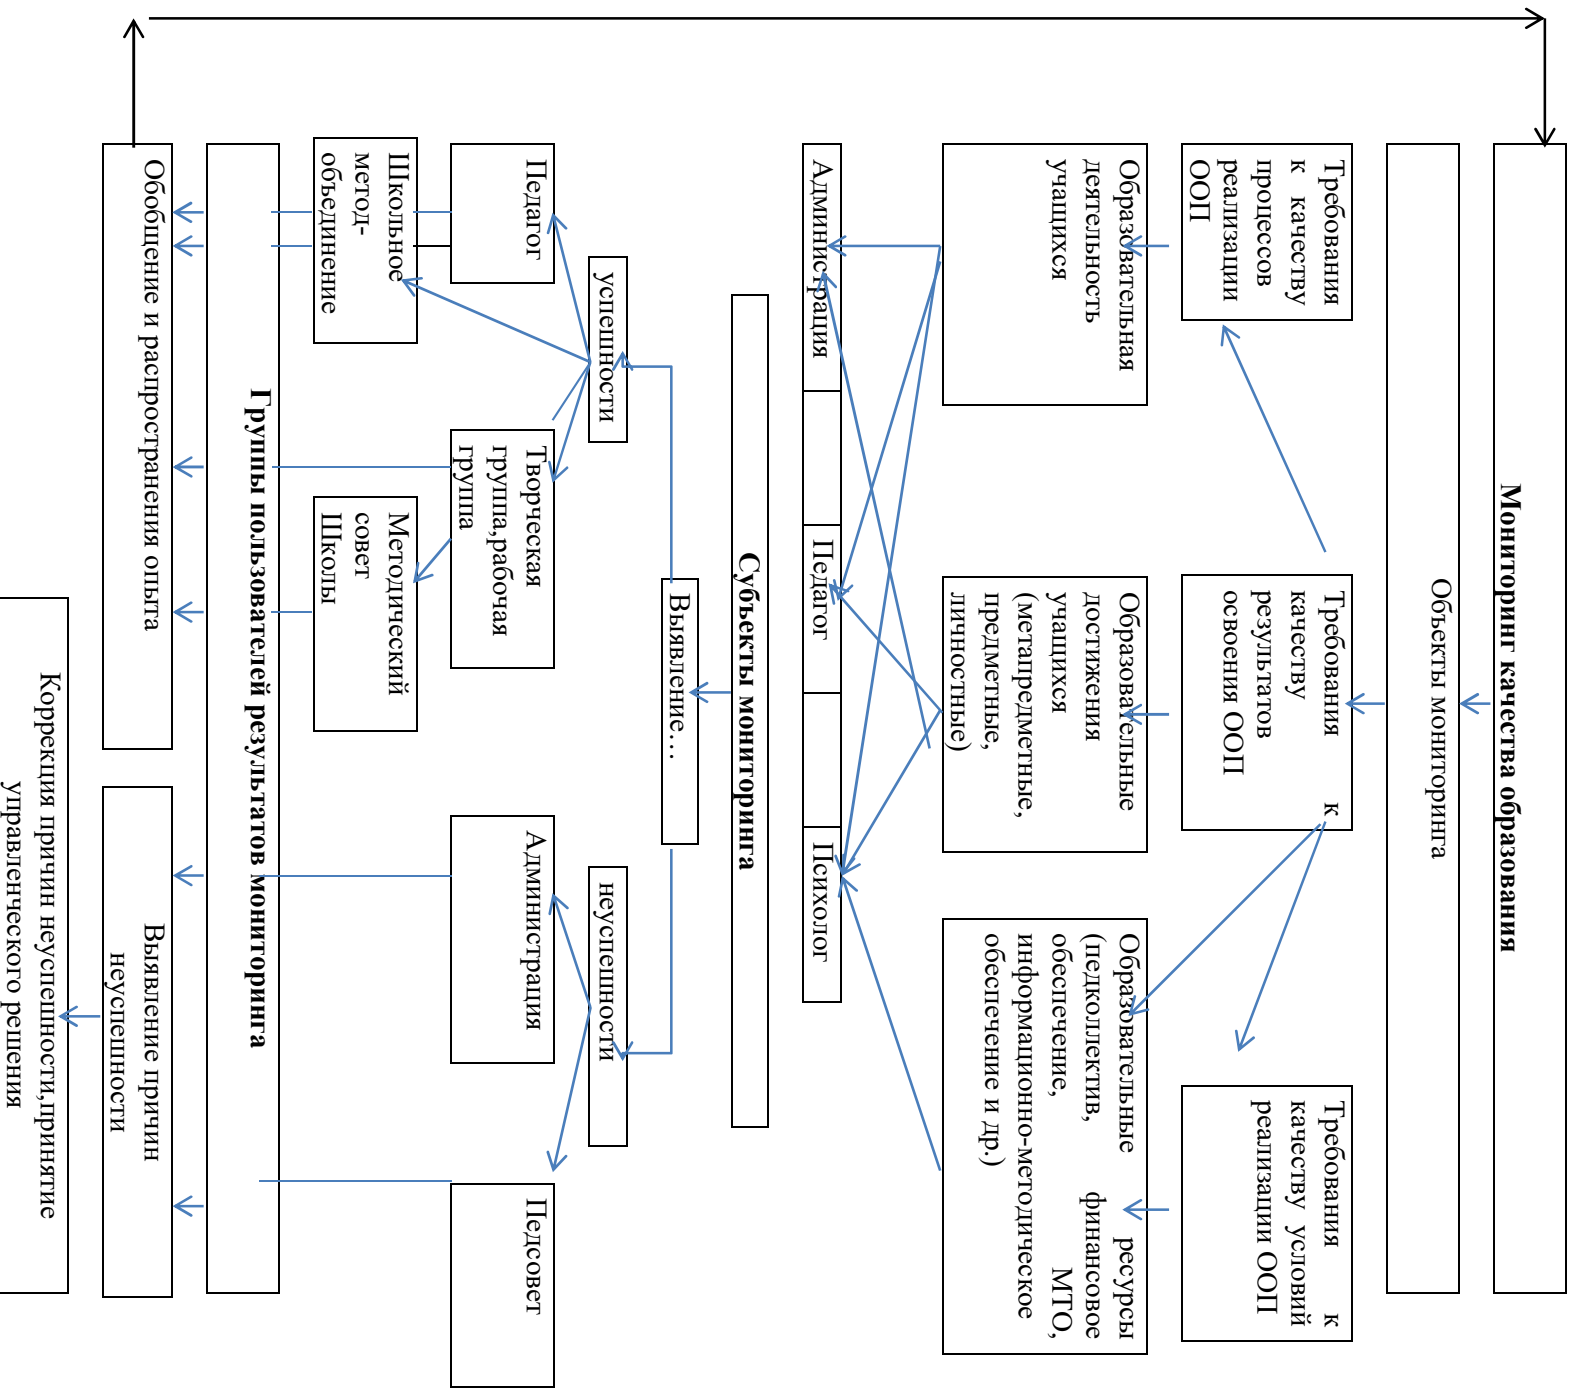 Мониторинг качества образования
Объекты мониторинга
Требования
к качеству
процессов
реализации
ООП
Требования к
качеству
результатов
освоения ООП
Требования к
качеству условий
реализации ООП
Образовательная
деятельность
учащихся
Образовательные
достижения
учащихся
(метапредметные,
предметные,
личностные)
Образовательные ресурсы
(педколлектив, финансовое
обеспечение, МТО,
информационно-методическое
обеспечение и др.)
Администрация
Педагог
Психолог
Субъекты мониторинга
Выявление…
успешности
неуспешности
Педагог
Творческая
группа,рабочая
группа
Администрация
Педсовет
Школьное
метод-
объединение
Методический
совет
Школы
Группы пользователей результатов мониторинга
Обобщение и распространения опыта
Выявление причин
неуспешности
Коррекция причин неуспешности,принятие
управленческого решения